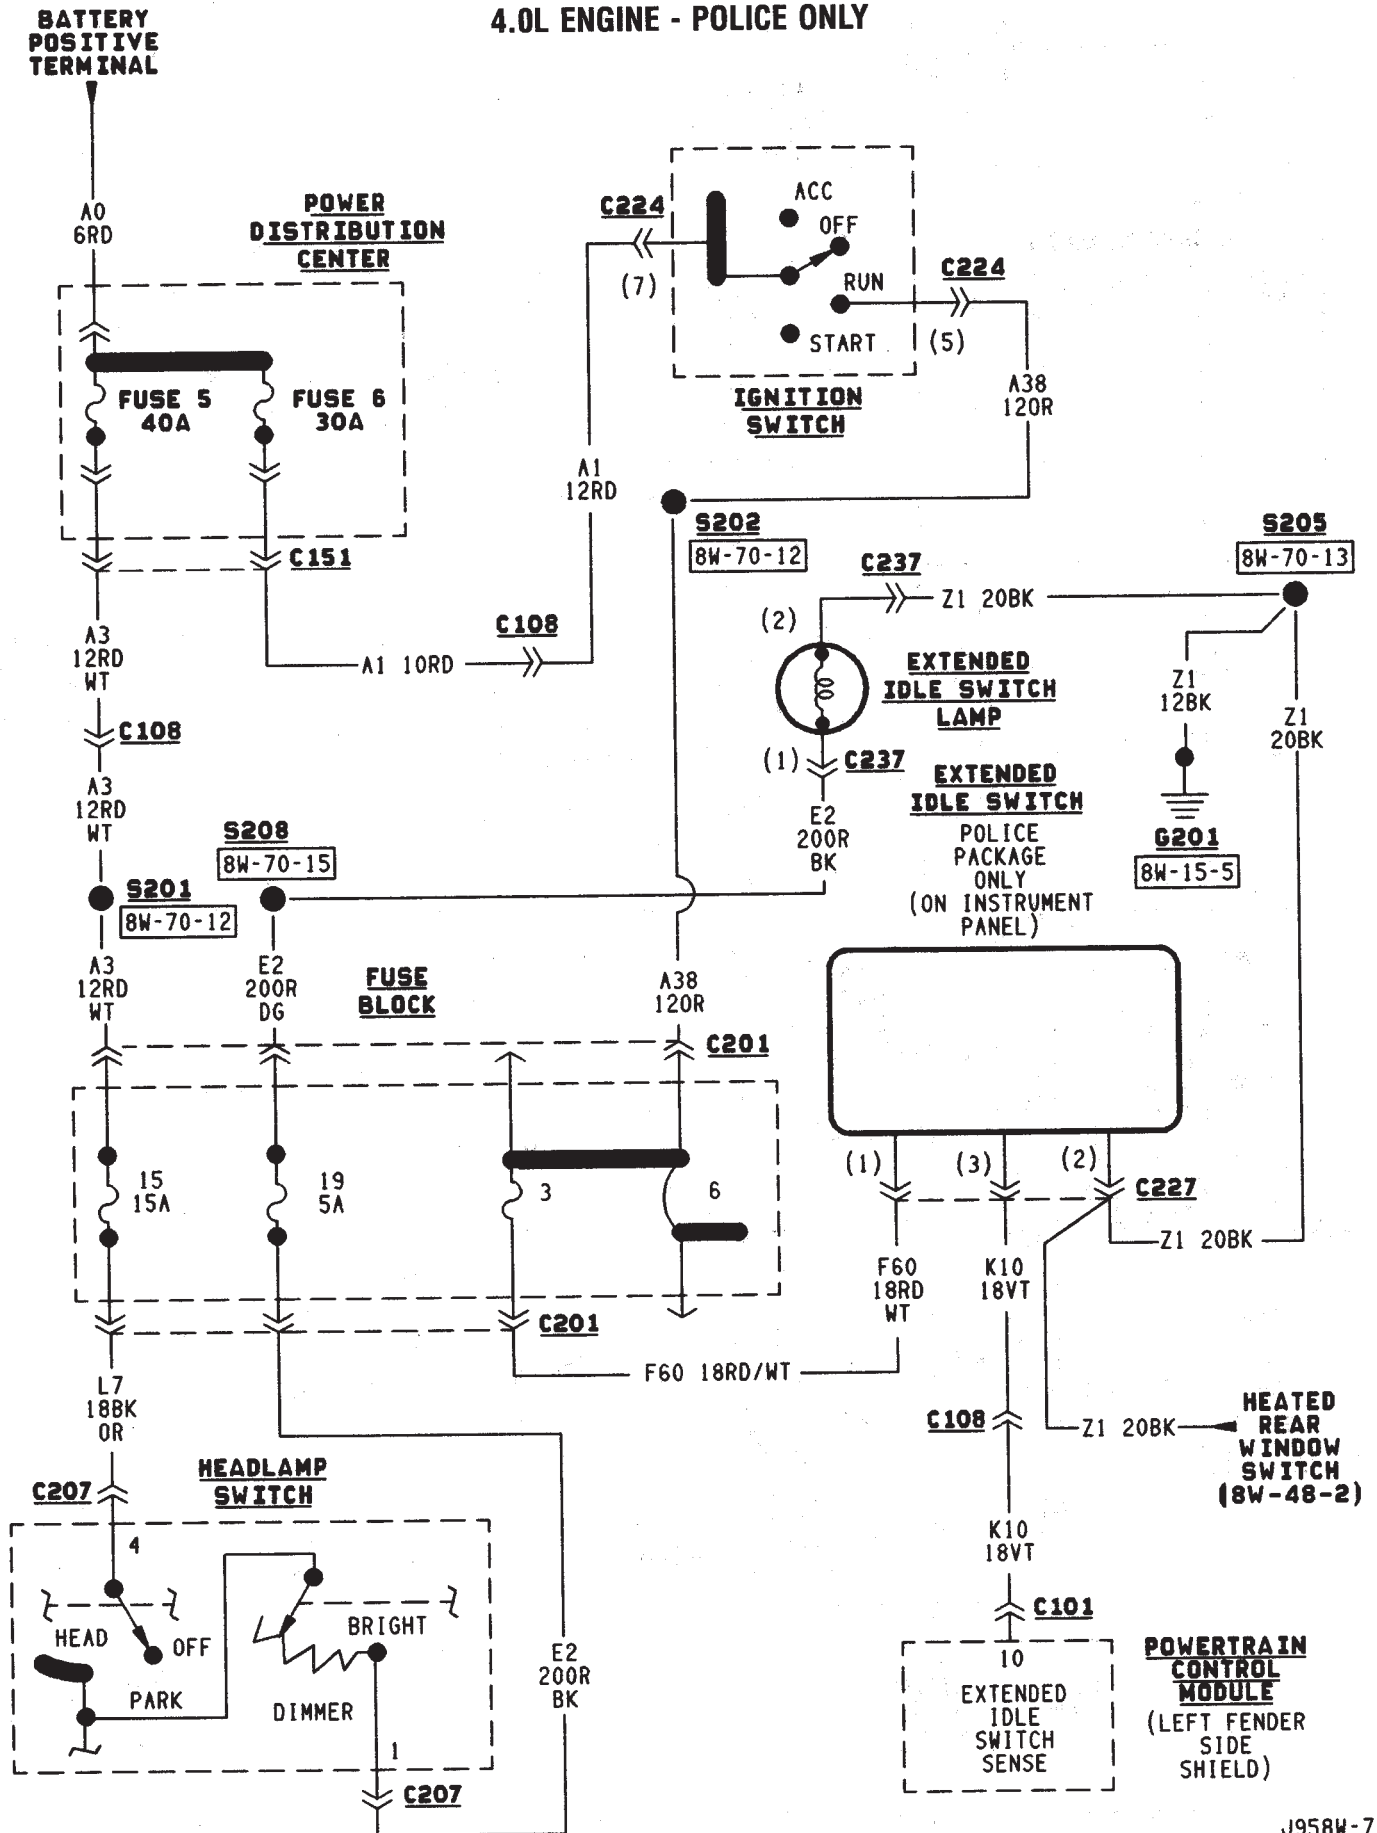 4.0L ENGINE - POLICE ONLY
BATTERY
POSITIVE
TERMINAL
A0
6RD
POWER
DISTRIBUTION
CENTER
FUSE 5
40A
FUSE 6
30A
C151
A3
12RD
WT
C108
A3
12RD
WT
S201
8W-70-12
A3
12RD
WT
A1 10RD
C108
A1
12RD
C224
(7)
ACC
OFF
RUN
START
IGNITION
SWITCH
C224
(5)
A38
12OR
S202
8W-70-12
S205
8W-70-13
C237
Z1 20BK
(2)
EXTENDED
IDLE SWITCH
LAMP
(1)
C237
E2
20OR
BK
Z1
12BK
G201
8W-15-5
Z1
20BK
EXTENDED
IDLE SWITCH
POLICE
PACKAGE
ONLY
(ON INSTRUMENT
PANEL)
S208
8W-70-15
E2
20OR
DG
FUSE
BLOCK
A38
12OR
C201
15
15A
19
5A
3
6
C201
(1)
(3)
(2)
C227
Z1 20BK
F60
18RD
WT
K10
18VT
F60 18RD/WT
L7
18BK
OR
C108
Z1 20BK
HEATED
REAR
WINDOW
SWITCH
(8W-48-2)
C207
HEADLAMP
SWITCH
4
HEAD
OFF
PARK
BRIGHT
DIMMER
1
C207
E2
20OR
BK
K10
18VT
C101
10
EXTENDED
IDLE
SWITCH
SENSE
POWERTRAIN
CONTROL
MODULE
(LEFT FENDER
SIDE
SHIELD)
J958W-7